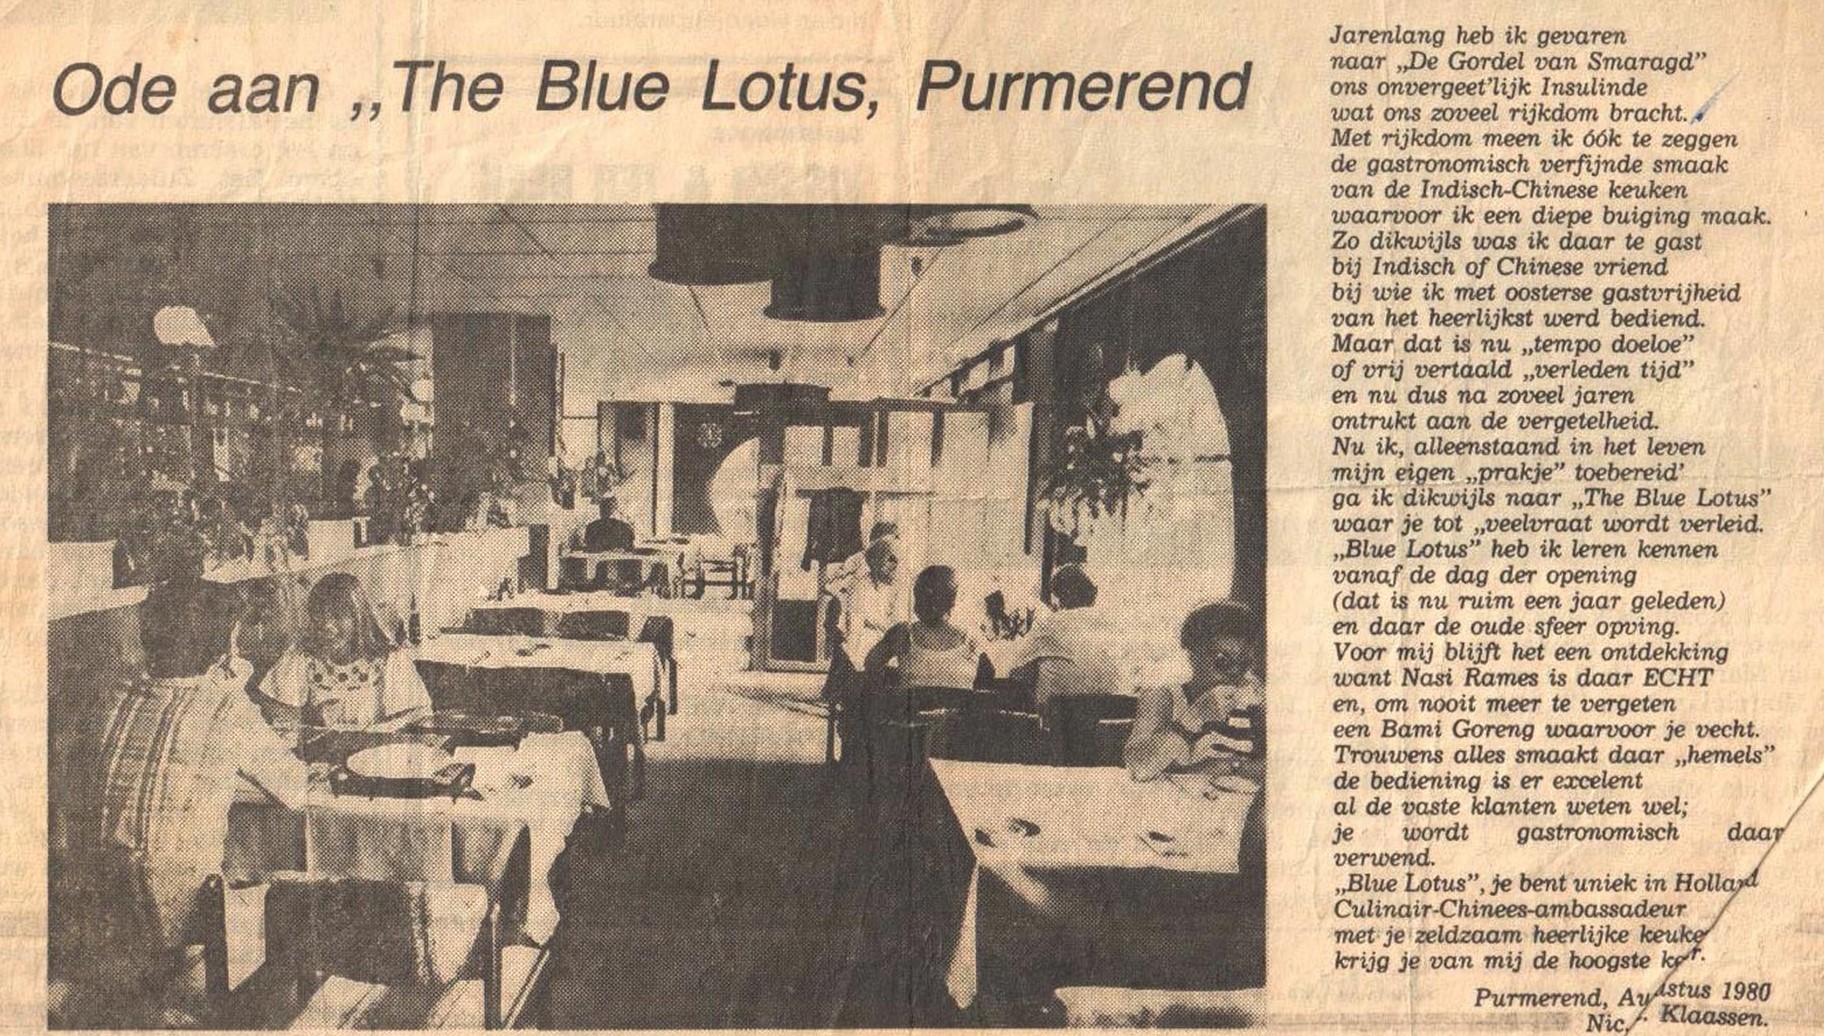 Ode aan „The Blue Lotus, Purmerend
Jarenlang heb ik gevaren
naar „De Gordel van Smaragd”
ons onvergeet'lijk Insulinde
wat ons zoveel rijkdom bracht.
Met rijkdom meen ik óók te zeggen
de gastronomisch verfijnde smaak
van de Indisch-Chinese keuken
waarvoor ik een diepe buiging maak.
Zo dikwijls was ik daar te gast
bij Indisch of Chinese vriend
bij wie ik met oosterse gastvrijheid
van het heerlijkst werd bediend.
Maar dat is nu „tempo doeloe”
of vrij vertaald „verleden tijd”
en nu dus na zoveel jaren
ontrukt aan de vergetelheid.
Nu ik, alleenstaand in het leven
mijn eigen „prakje” toebereid'
ga ik dikwijls naar „The Blue Lotus”
waar je tot „veelvraat wordt verleid.
„Blue Lotus” heb ik leren kennen
vanaf de dag der opening
(dat is nu ruim een jaar geleden)
en daar de oude sfeer opving.
Voor mij blijft het een ontdekking
want Nasi Rames is daar ECHT
en, om nooit meer te vergeten
een Bami Goreng waarvoor je vecht.
Trouwens alles smaakt daar „hemels”
de bediening is er excelent
al de vaste klanten weten wel;
je wordt gastronomisch daar
verwend.
„Blue Lotus”, je bent uniek in Holland
Culinair-Chinees-ambassadeur
met je zeldzaam heerlijke keuke
krijg je van mij de hoogste
Purmerend, Augustus 1980
Nic. Klaassen.